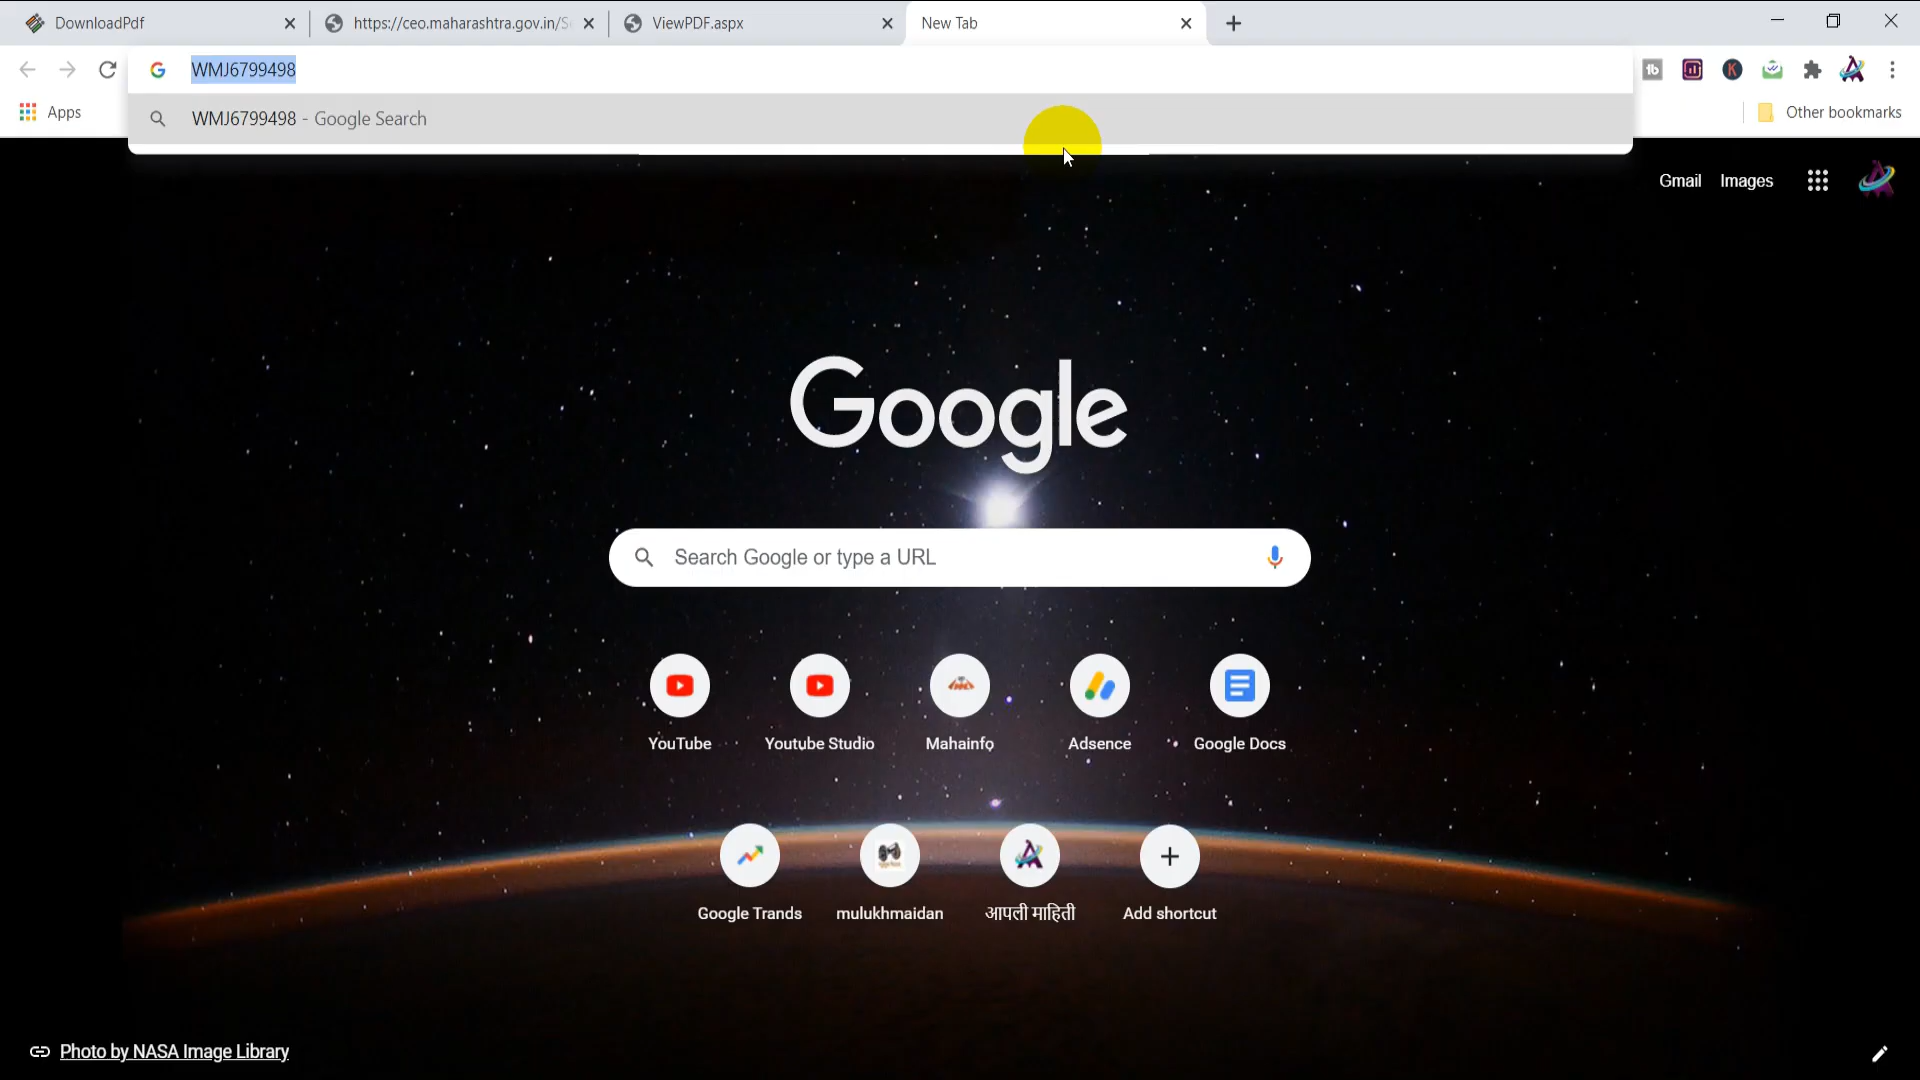 DownloadPdf
https://ceo.maharashtra.gov.in/S
ViewPDF.aspx
New Tab
WMJ6799498
WMJ6799498 - Google Search
Apps
Other bookmarks
Gmail
Images
Google
Search Google or type a URL
YouTube
Youtube Studio
Mahainfo
Adsence
Google Docs
Google Trands
mulukhmaidan
आपली माहिती
Add shortcut
Photo by NASA Image Library